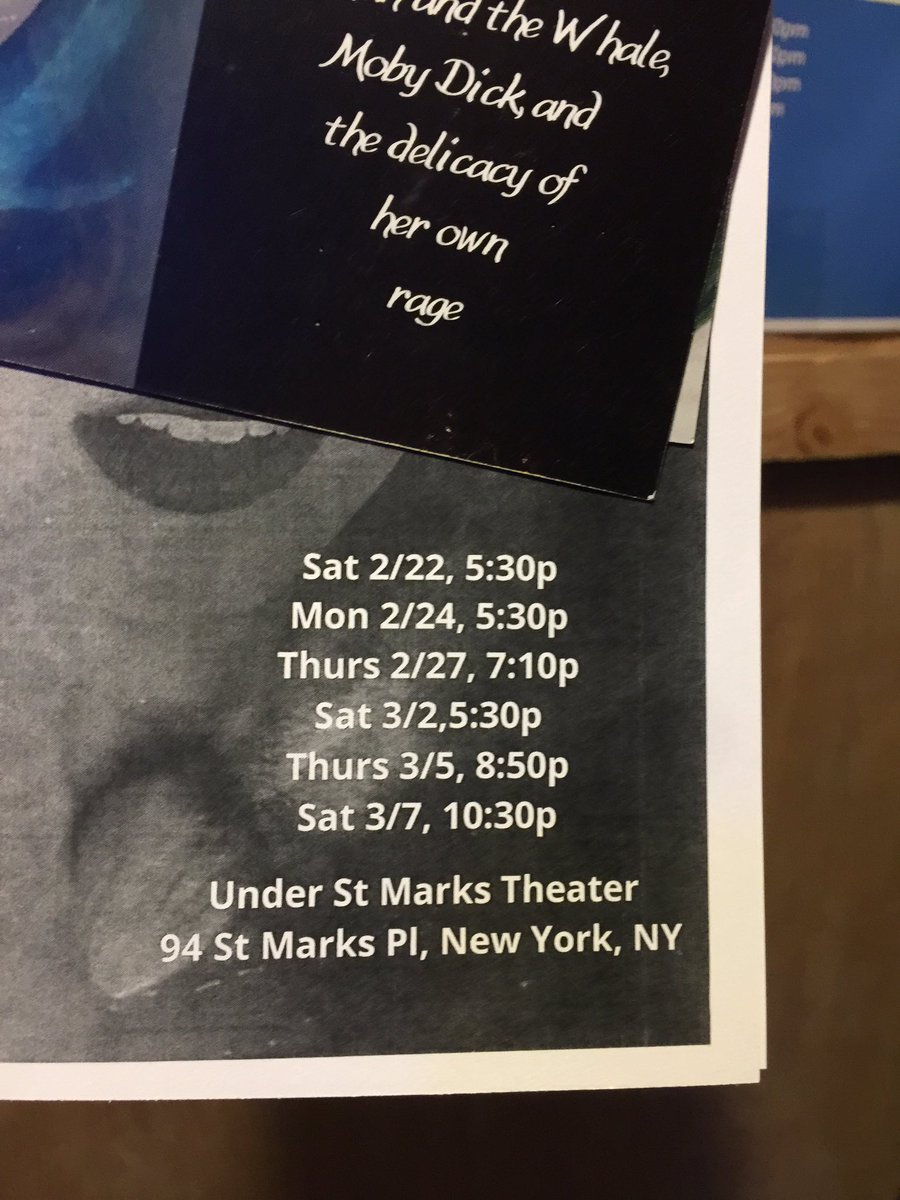 and the Whale,
Moby Dick, and
the delicacy of
her own
rage
Sat 2/22, 5:30p
Mon 2/24, 5:30p
Thurs 2/27, 7:10p
Sat 3/2,5:30p
Thurs 3/5, 8:50p
Sat 3/7, 10:30p
Under St Marks Theater
94 St Marks Pl, New York, NY